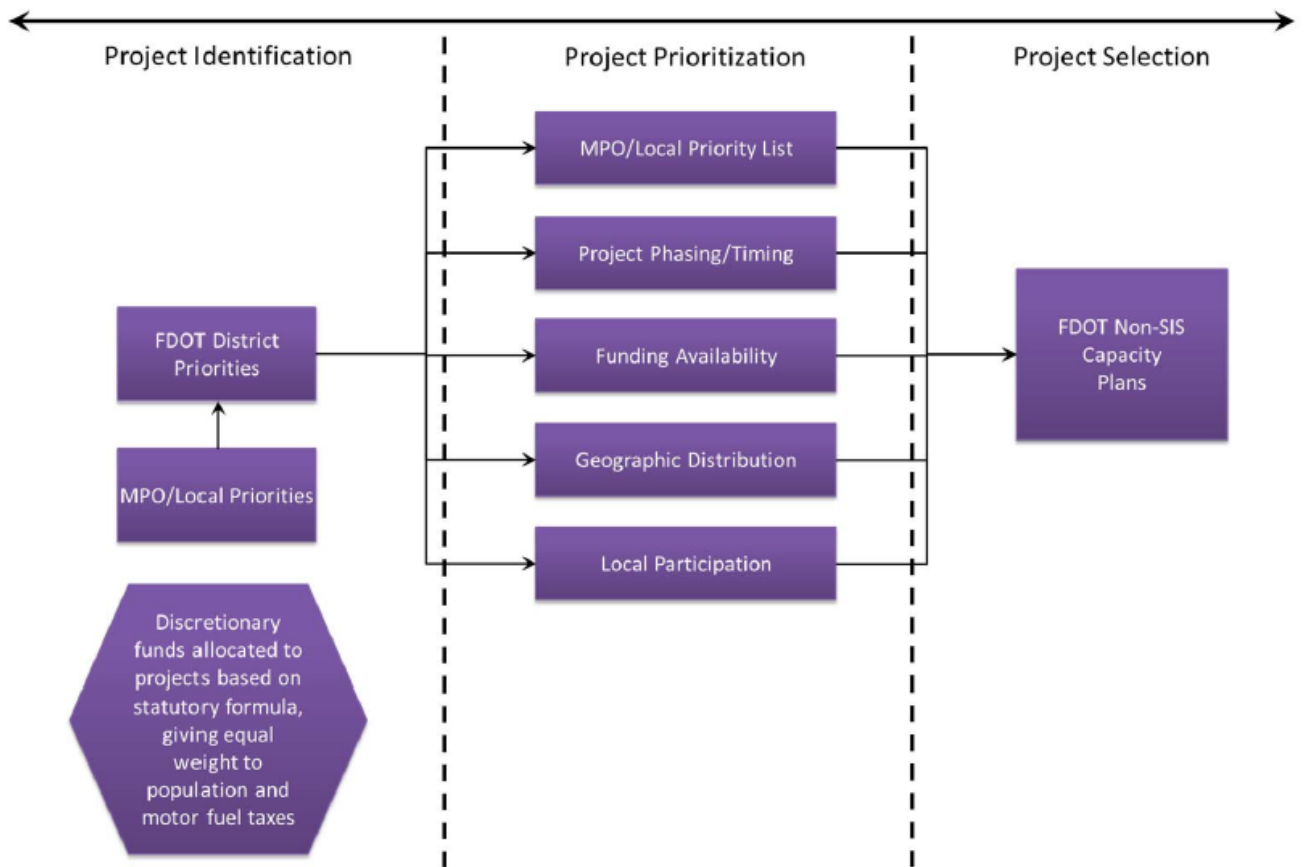 Project Identification
Project Prioritization
Project Selection
MPO/Local Priority List
Project Phasing/Timing
FDOT District
Priorities
Funding Availability
FDOT Non-SIS
Capacity
Plans
MPO/Local Priorities
Geographic Distribution
Local Participation
Discretionary
funds allocated to
projects based on
statutory formula,
giving equal
weight to
population and
motor fuel taxes